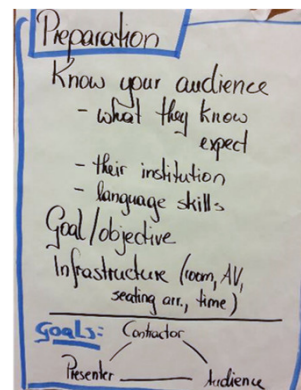 Preparation
Know your audience
- what they know
expect
- their institution
- language skills
Goal/objective
Infrastructure (room, AV,
seating arr., time)
Goals: Contractor
Presenter Audience